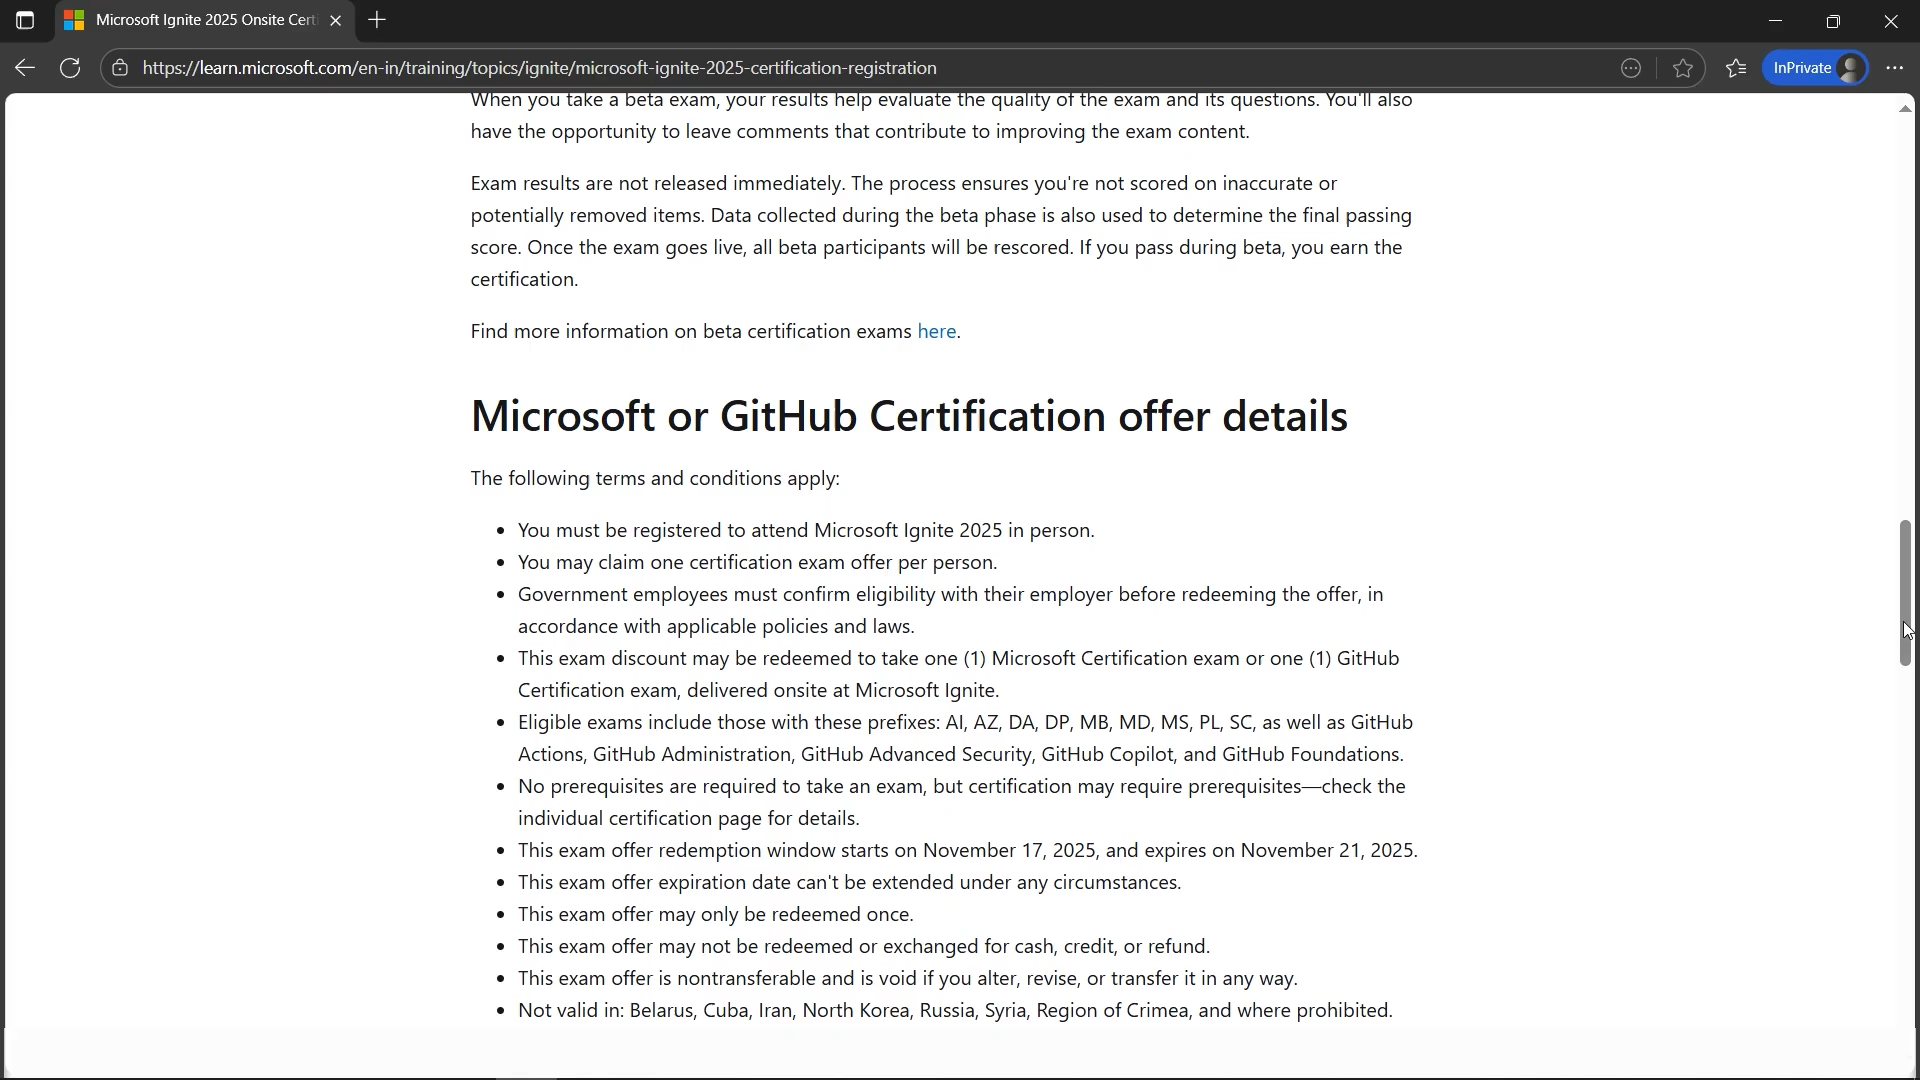 Microsoft Ignite 2025 Onsite Cert
https://learn.microsoft.com/en-in/training/topics/ignite/microsoft-ignite-2025-certification-registration
InPrivate
When you take a beta exam, your results help evaluate the quality of the exam and its questions. You'll also
have the opportunity to leave comments that contribute to improving the exam content.
Exam results are not released immediately. The process ensures you're not scored on inaccurate or
potentially removed items. Data collected during the beta phase is also used to determine the final passing
score. Once the exam goes live, all beta participants will be rescored. If you pass during beta, you earn the
certification.
Find more information on beta certification exams here.
Microsoft or GitHub Certification offer details
The following terms and conditions apply:
• You must be registered to attend Microsoft Ignite 2025 in person.
• You may claim one certification exam offer per person.
• Government employees must confirm eligibility with their employer before redeeming the offer, in
accordance with applicable policies and laws.
• This exam discount may be redeemed to take one (1) Microsoft Certification exam or one (1) GitHub
Certification exam, delivered onsite at Microsoft Ignite.
• Eligible exams include those with these prefixes: AI, AZ, DA, DP, MB, MD, MS, PL, SC, as well as GitHub
Actions, GitHub Administration, GitHub Advanced Security, GitHub Copilot, and GitHub Foundations.
• No prerequisites are required to take an exam, but certification may require prerequisites—check the
individual certification page for details.
• This exam offer redemption window starts on November 17, 2025, and expires on November 21, 2025.
• This exam offer expiration date can't be extended under any circumstances.
• This exam offer may only be redeemed once.
• This exam offer may not be redeemed or exchanged for cash, credit, or refund.
• This exam offer is nontransferable and is void if you alter, revise, or transfer it in any way.
• Not valid in: Belarus, Cuba, Iran, North Korea, Russia, Syria, Region of Crimea, and where prohibited.